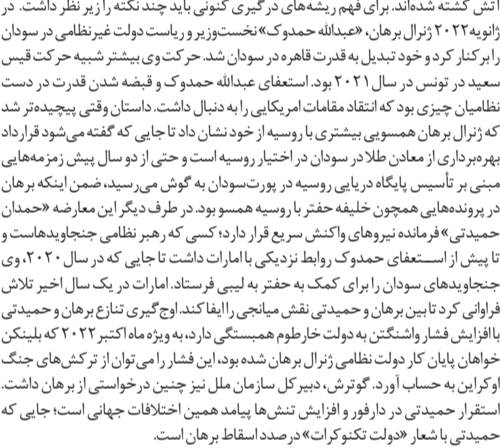 آتش کشته شده‌اند. برای فهم ریشه‌های درگیری کنونی باید چند نکته را زیر نظر داشت. در
ژانویه۲۰۲۲ ژنرال برهان، «عبدالله حمدوک» نخست‌وزیر و ریاست دولت غیرنظامی در سودان
را برکنار کرد و خود تبدیل به قدرت قاهره در سودان شد. حرکت وی بیشتر شبیه حرکت قیس
سعید در تونس در سال۲۰۲۱ بود. استعفای عبدالله حمدوک و قبضه شدن قدرت در دست
نظامیان چیزی بود که انتقاد مقامات امریکایی را به دنبال داشت. داستان وقتی پیچیده‌تر شد
که ژنرال برهان همسویی بیشتری با روسیه از خود نشان داد تا جایی که گفته می‌شود قرارداد
بهره‌برداری از معادن طلا در سودان در اختیار روسیه است و حتی از دو سال پیش زمزمه‌هایی
مبنی بر تأسیس پایگاه دریایی روسیه در پورت‌سودان به گوش می‌رسید، ضمن اینکه برهان
در پرونده‌هایی همچون خلیفه حفتر با روسیه همسو بود. در طرف دیگر این معارضه «حمدان
حمیدتی» فرمانده نیروهای واکنش سریع قرار دارد؛ کسی که رهبر نظامی جنجاویدهاست و
تا پیش از استعفای حمدوک روابط نزدیکی با امارات داشت تا جایی که در سال ۲۰۲۰، وی
جنجاویدهای سودان را برای کمک به حفتر به لیبی فرستاد. امارات در یک سال اخیر تلاش
فراوانی کرد تا بین برهان و حمیدتی نقش میانجی را ایفا کند. اوج‌گیری تنازع برهان و حمیدتی
با افزایش فشار واشنگتن به دولت خارطوم همبستگی دارد، به ویژه ماه اکتبر ۲۰۲۲ که بلینکن
خواهان پایان کار دولت نظامی ژنرال برهان شده بود، این فشار را می‌توان از ترکش‌های جنگ
اوکراین به حساب آورد. گوترش، دبیرکل سازمان ملل نیز چنین درخواستی از برهان داشت.
استقرار حمیدتی در دارفور و افزایش تنش‌ها پیامد همین اختلافات جهانی است؛ جایی که
حمیدتی با شعار «دولت تکنوکرات» درصدد اسقاط برهان است.